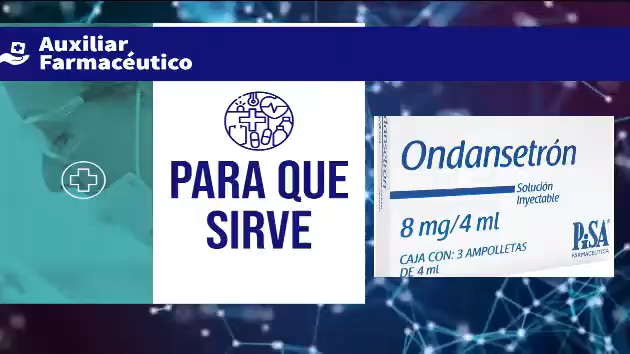 Auxiliar
Farmacéutico
PARA QUE
SIRVE
Ondansetrón
Solución
Inyectable
8 mg/4 ml
PiSA
FARMACÉUTICA
CAJA CON: 3 AMPOLLETAS
DE 4 ml